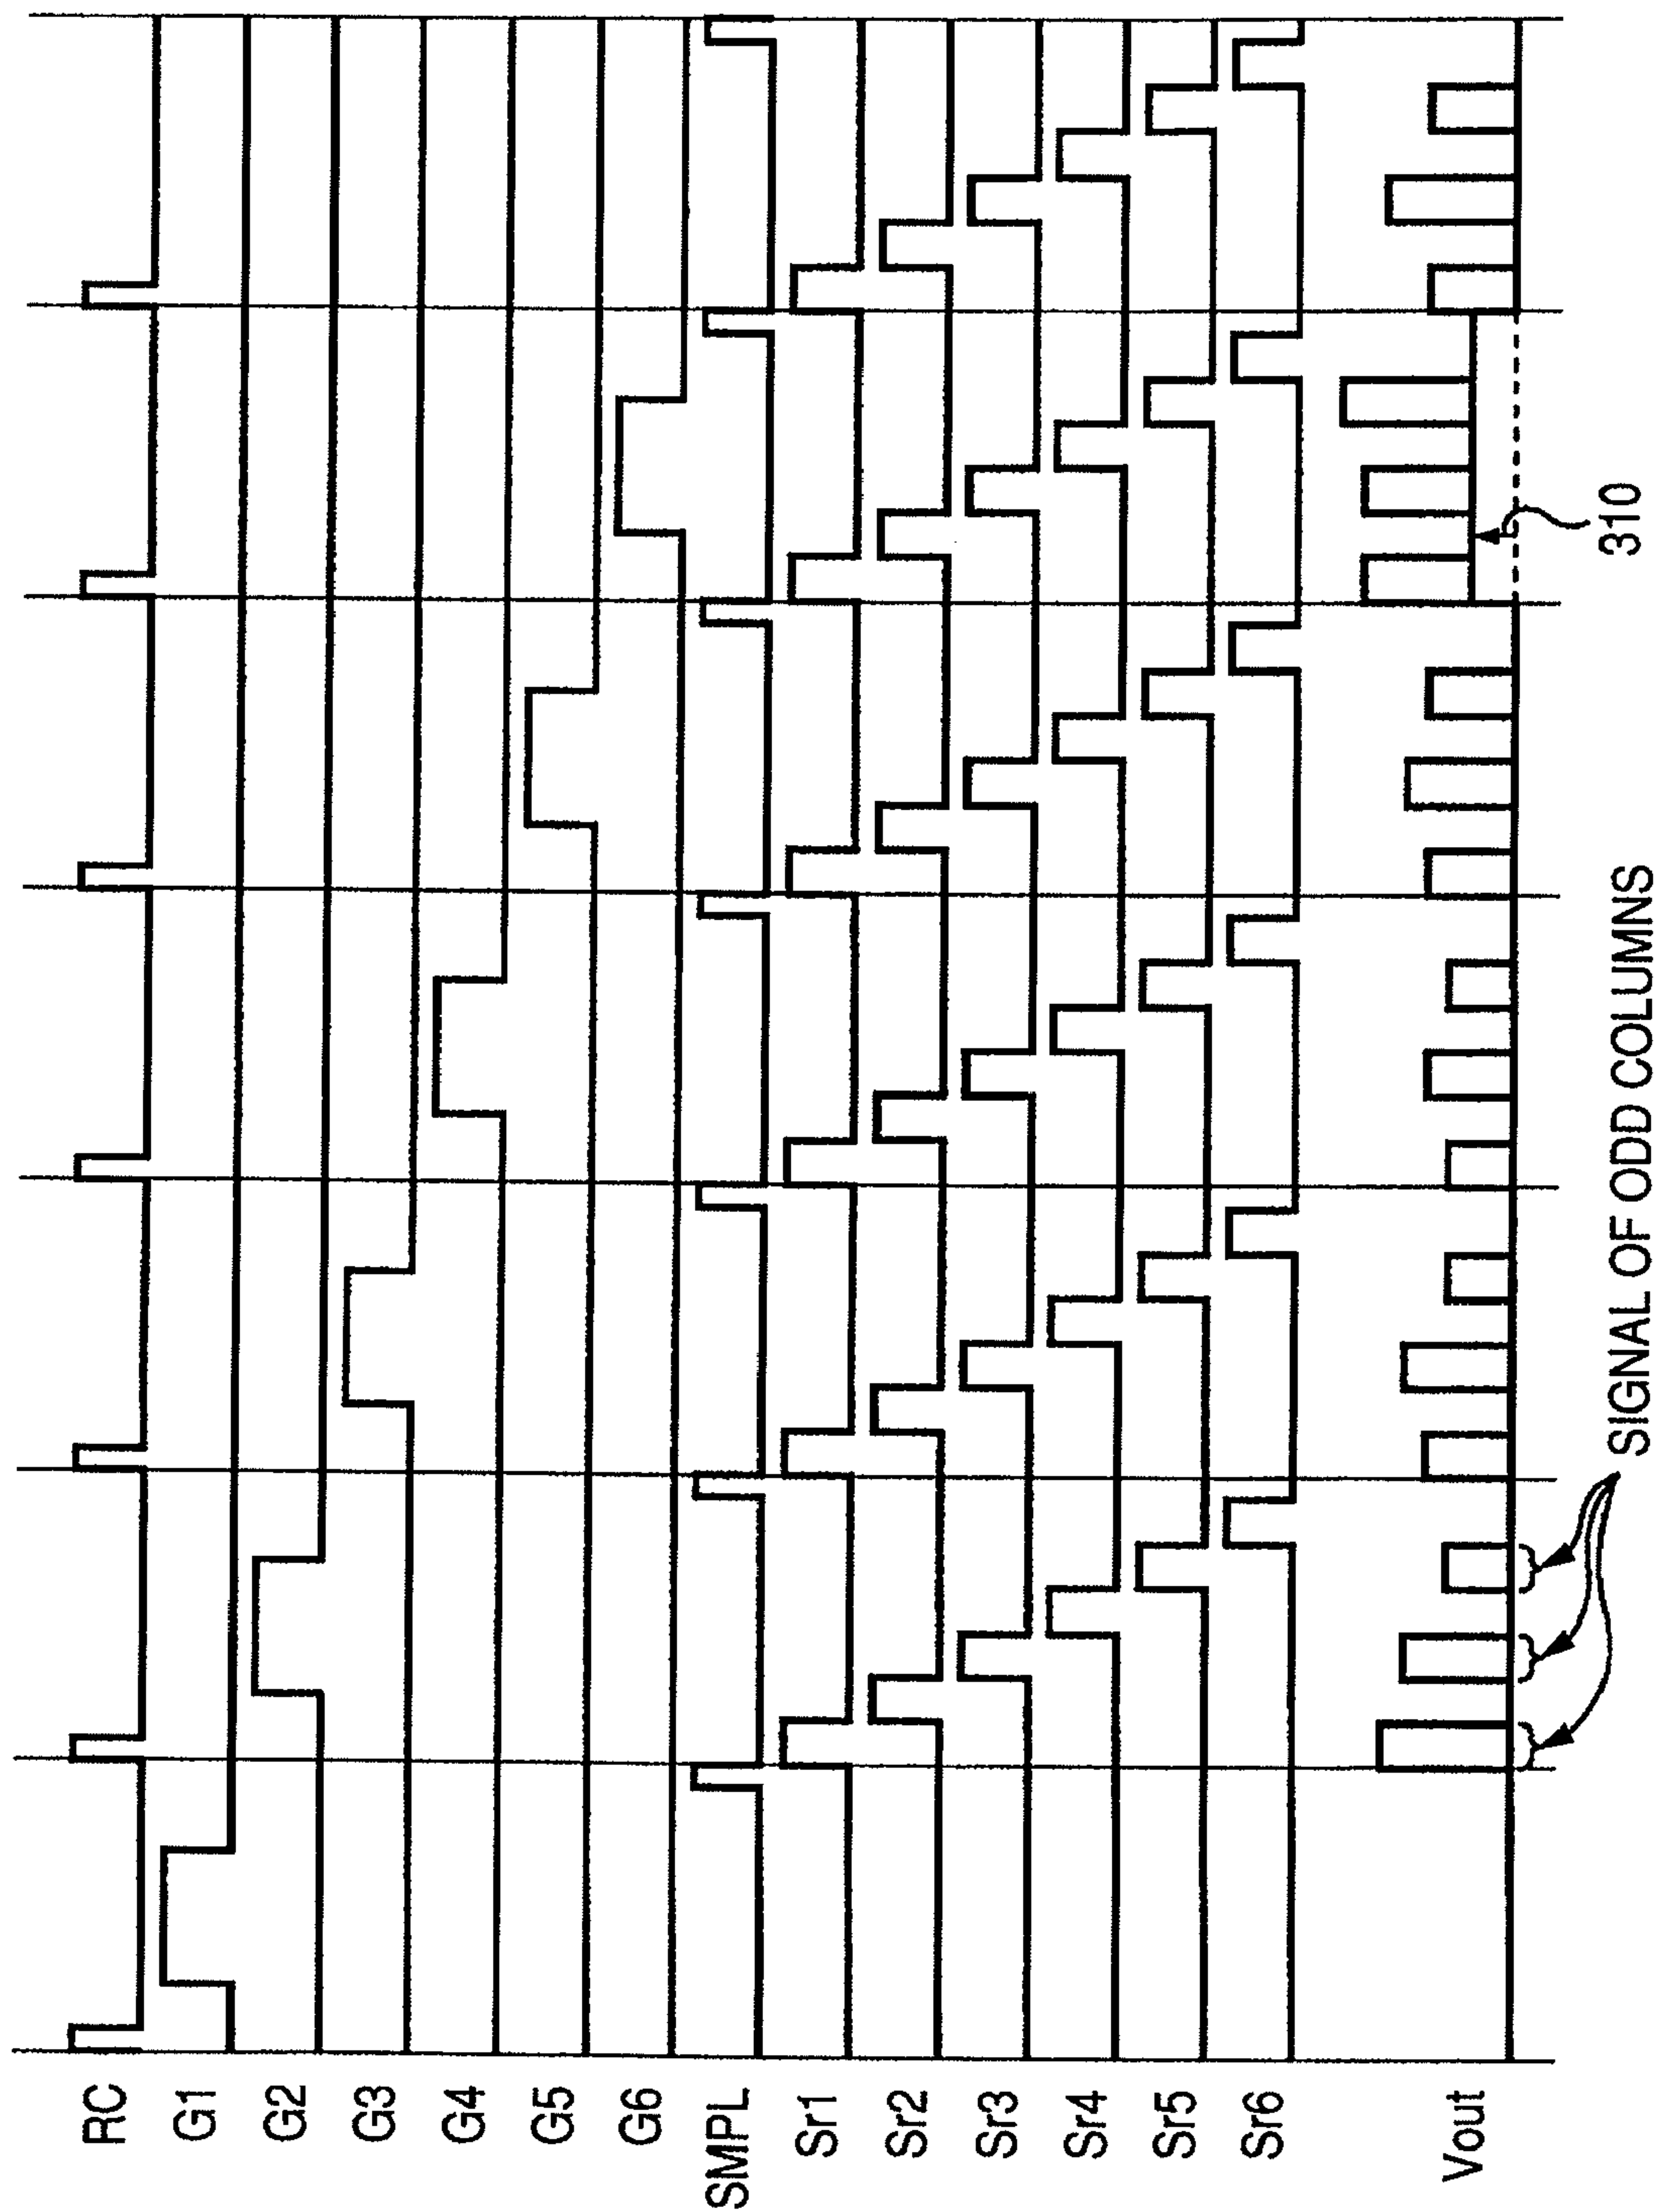 RC
G1
G2
G3
G4
G5
G6
SMPL
Sr1
Sr2
Sr3
Sr4
Sr5
Sr6
Vout
SIGNAL OF ODD COLUMNS
310